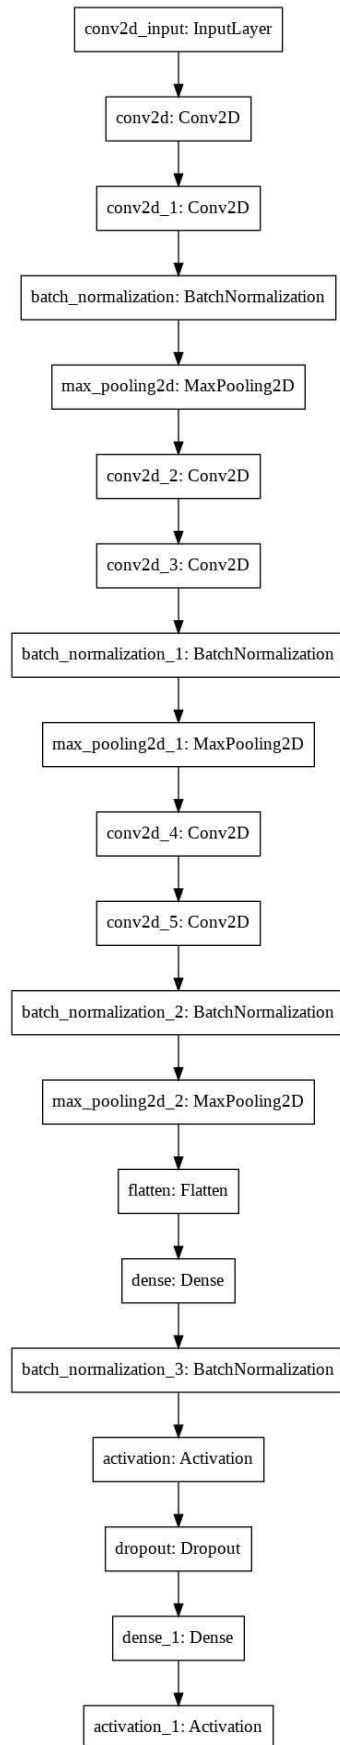 conv2d_input: InputLayer
conv2d: Conv2D
conv2d_1: Conv2D
batch_normalization: BatchNormalization
max_pooling2d: MaxPooling2D
conv2d_2: Conv2D
conv2d_3: Conv2D
batch_normalization_1: BatchNormalization
max_pooling2d_1: MaxPooling2D
conv2d_4: Conv2D
conv2d_5: Conv2D
batch_normalization_2: BatchNormalization
max_pooling2d_2: MaxPooling2D
flatten: Flatten
dense: Dense
batch_normalization_3: BatchNormalization
activation: Activation
dropout: Dropout
dense_1: Dense
activation_1: Activation